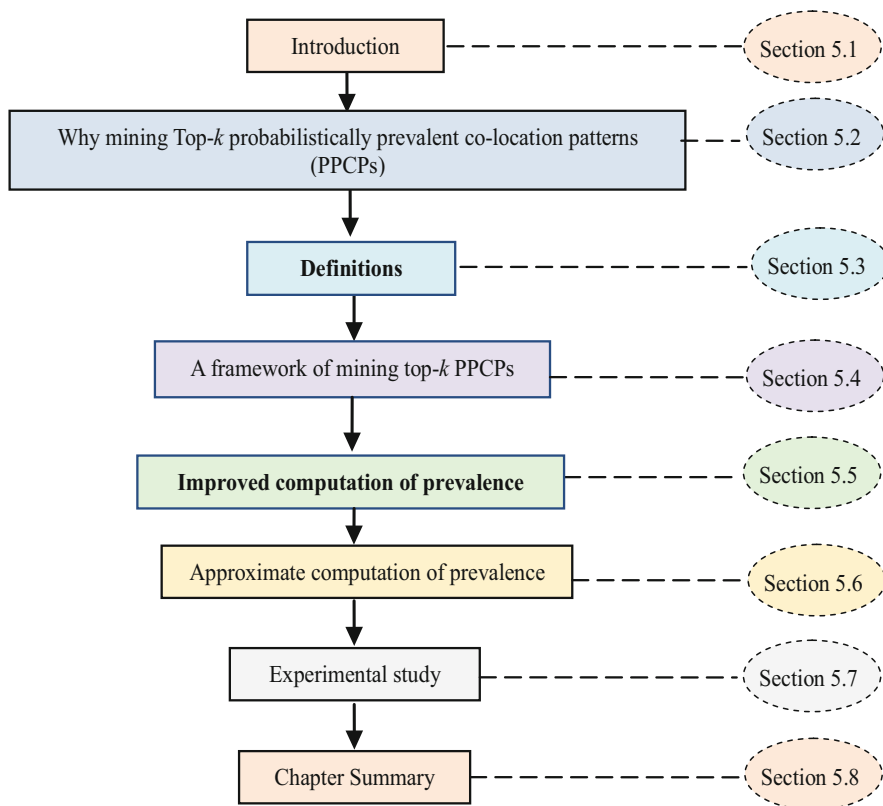 Introduction
Section 5.1
Why mining Top-k probabilistically prevalent co-location patterns
(PPCPs)
Section 5.2
Definitions
Section 5.3
A framework of mining top-k PPCPs
Section 5.4
Improved computation of prevalence
Section 5.5
Approximate computation of prevalence
Section 5.6
Experimental study
Section 5.7
Chapter Summary
Section 5.8